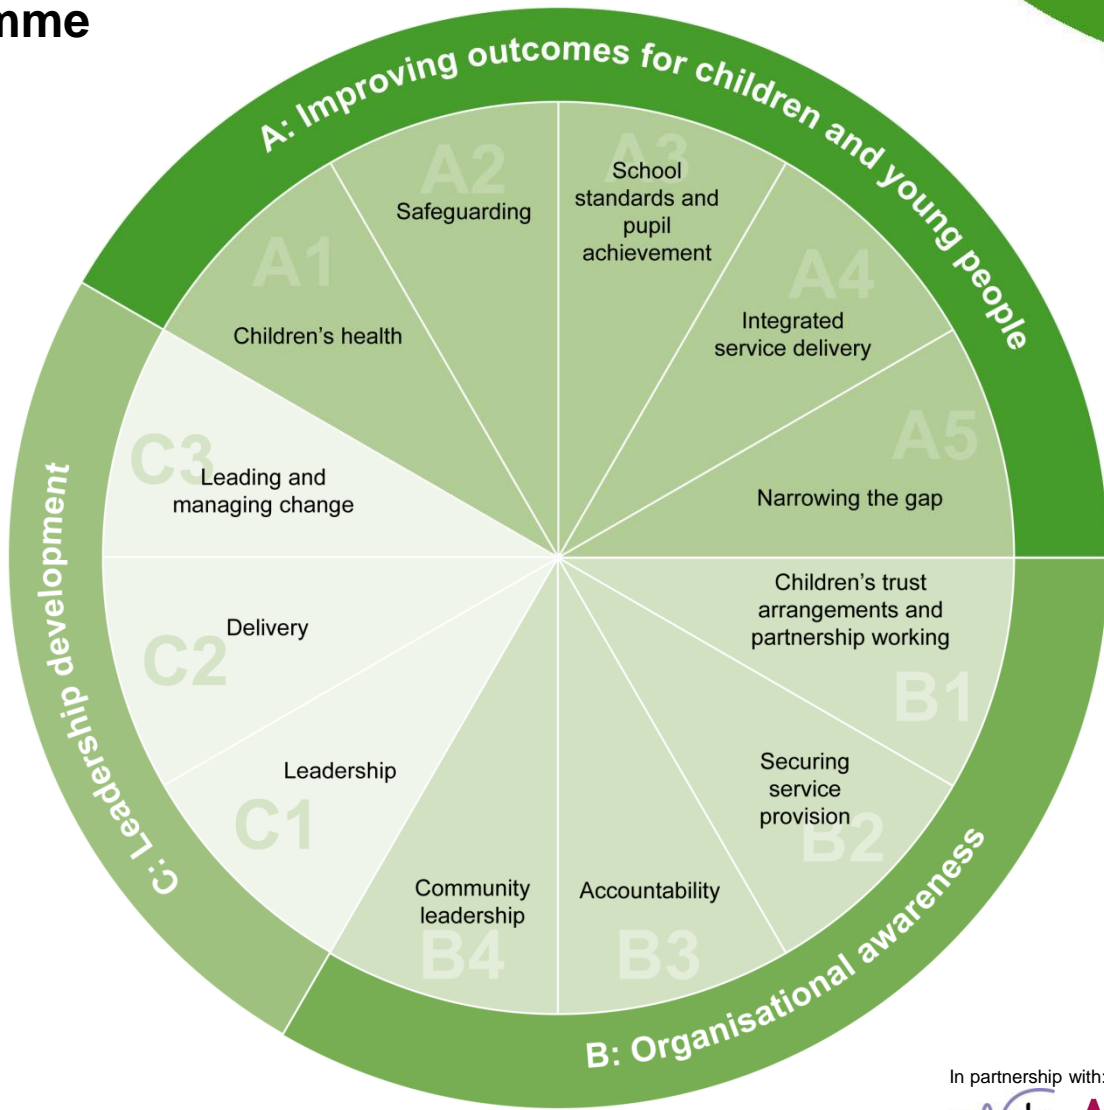 mme
A: Improving outcomes for children and young people
A1
Children’s health
A2
Safeguarding
A3
School
standards and
pupil
achievement
A4
Integrated
service delivery
A5
Narrowing the gap
B: Organisational awareness
Children’s trust
arrangements and
partnership working
B1
Securing
service
provision
B2
Accountability
B3
Community
leadership
B4
C: Leadership development
Leadership
C1
Delivery
C2
C3
Leading and
managing change
In partnership with: